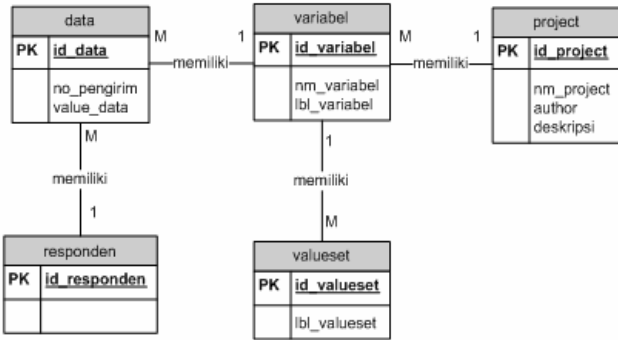 data
PK id_data
no_pengirim
value_data
M
memiliki
1
variabel
PK id_variabel
nm_variabel
lbl_variabel
M
memiliki
1
project
PK id_project
nm_project
author
deskripsi
M
memiliki
1
1
memiliki
M
responden
PK id_responden
valueset
PK id_valueset
lbl_valueset